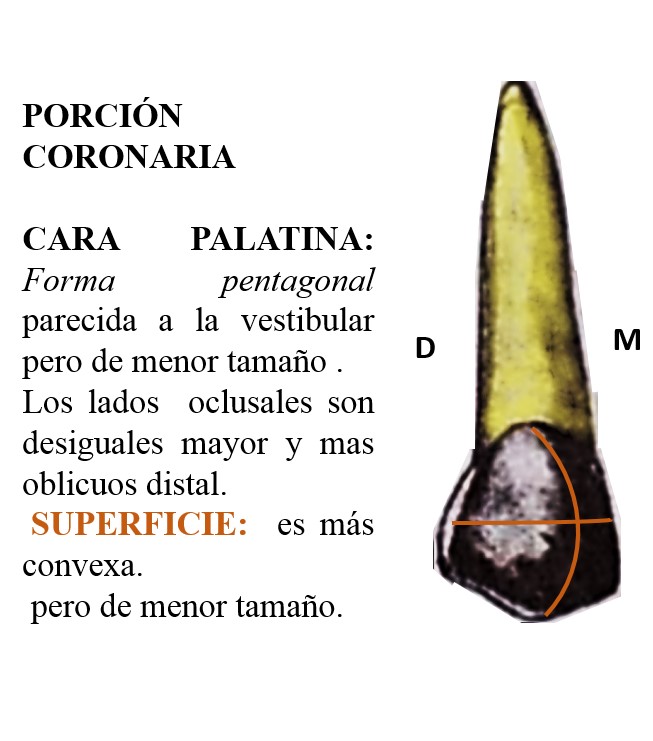 PORCIÓN
CORONARIA
CARA PALATINA:
Forma pentagonal
parecida a la vestibular
pero de menor tamaño .
Los lados oclusales son
desiguales mayor y mas
oblicuos distal.
SUPERFICIE: es más
convexa.
pero de menor tamaño.
D
M